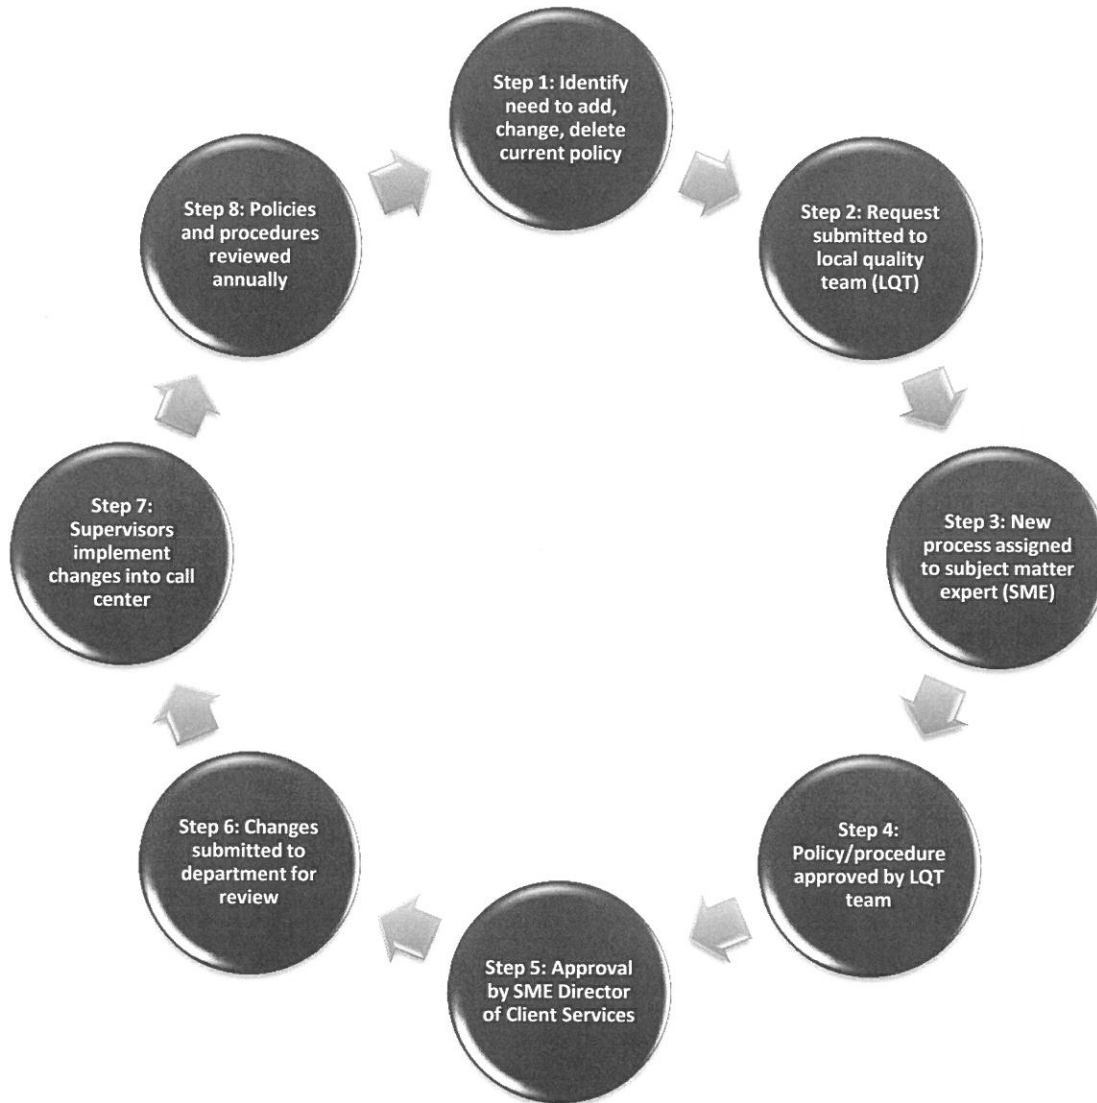 Step 1: Identify
need to add,
change, delete
current policy
Step 2: Request
submitted to
local quality
team (LQT)
Step 3: New
process assigned
to subject matter
expert (SME)
Step 4:
Policy/procedure
approved by LQT
team
Step 5: Approval
by SME Director
of Client Services
Step 6: Changes
submitted to
department for
review
Step 7:
Supervisors
implement
changes into call
center
Step 8: Policies
and procedures
reviewed
annually